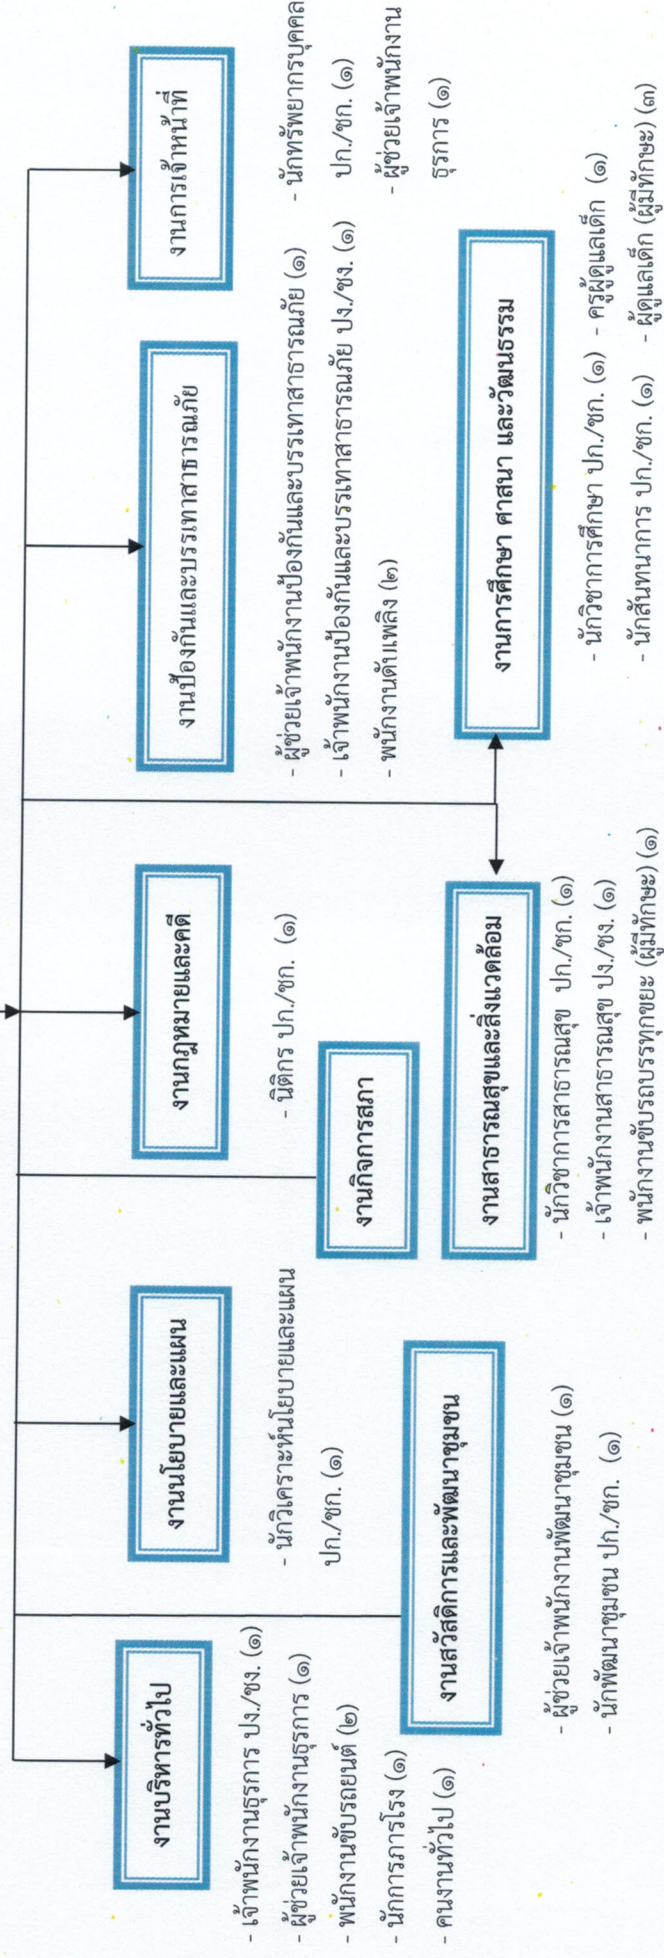 งานบริหารทั่วไป
- เจ้าพนักงานธุรการ ปง./ชง. (๑)
- ผู้ช่วยเจ้าพนักงานธุรการ (๑)
- พนักงานขับรถยนต์ (๒)
- นักการภารโรง (๑)
- คนงานทั่วไป (๑)
งานนโยบายและแผน
- นักวิเคราะห์นโยบายและแผน
ปก./ชก. (๑)
งานกฎหมายและคดี
- นิติกร ปก./ชก. (๑)
งานป้องกันและบรรเทาสาธารณภัย
- ผู้ช่วยเจ้าพนักงานป้องกันและบรรเทาสาธารณภัย (๑)
- เจ้าพนักงานป้องกันและบรรเทาสาธารณภัย ปง./ชง. (๑)
- พนักงานดับเพลิง (๒)
งานการเจ้าหน้าที่
- นักทรัพยากรบุคคล
ปก./ชก. (๑)
- ผู้ช่วยเจ้าพนักงาน
ธุรการ (๑)
งานสวัสดิการและพัฒนาชุมชน
- ผู้ช่วยเจ้าพนักงานพัฒนาชุมชน (๑)
- นักพัฒนาชุมชน ปก./ชก. (๑)
งานกิจการสภา
งานสาธารณสุขและสิ่งแวดล้อม
- นักวิชาการสาธารณสุข ปก./ชก. (๑)
- เจ้าพนักงานสาธารณสุข ปง./ชง. (๑)
- พนักงานขับรถบรรทุกขยะ (ผู้มีทักษะ) (๑)
งานการศึกษา ศาสนา และวัฒนธรรม
- นักวิชาการศึกษา ปก./ชก. (๑) - ครูผู้ดูแลเด็ก (๑)
- นักสันทนาการ ปก./ชก. (๑) - ผู้ดูแลเด็ก (ผู้มีทักษะ) (๓)